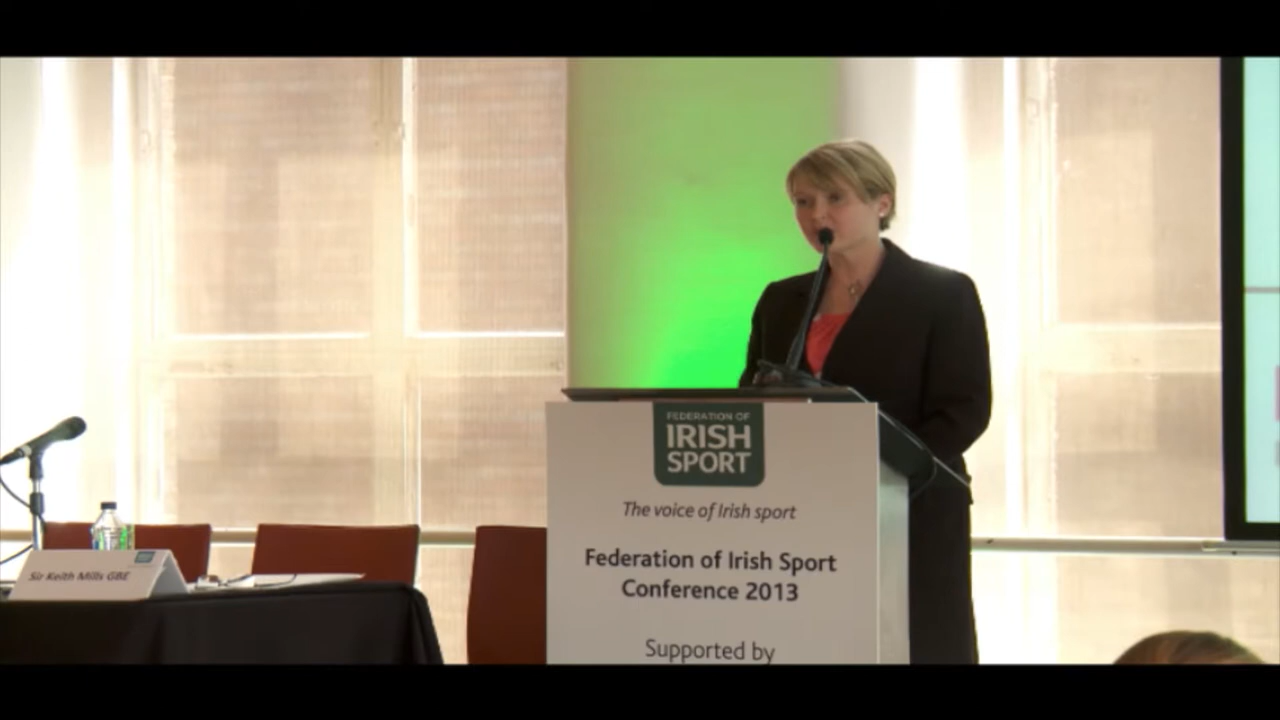 FEDERATION OF
IRISH
SPORT
The voice of Irish sport
Federation of Irish Sport
Conference 2013
Supported by
Sir Keith Mills GBE